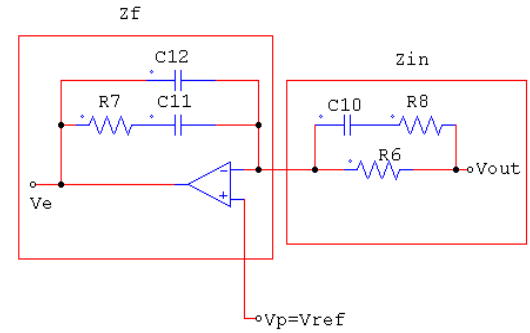 Zf
C12
Zin
R7
C11
C10
R8
R6
Vout
Ve
Vp=Vref